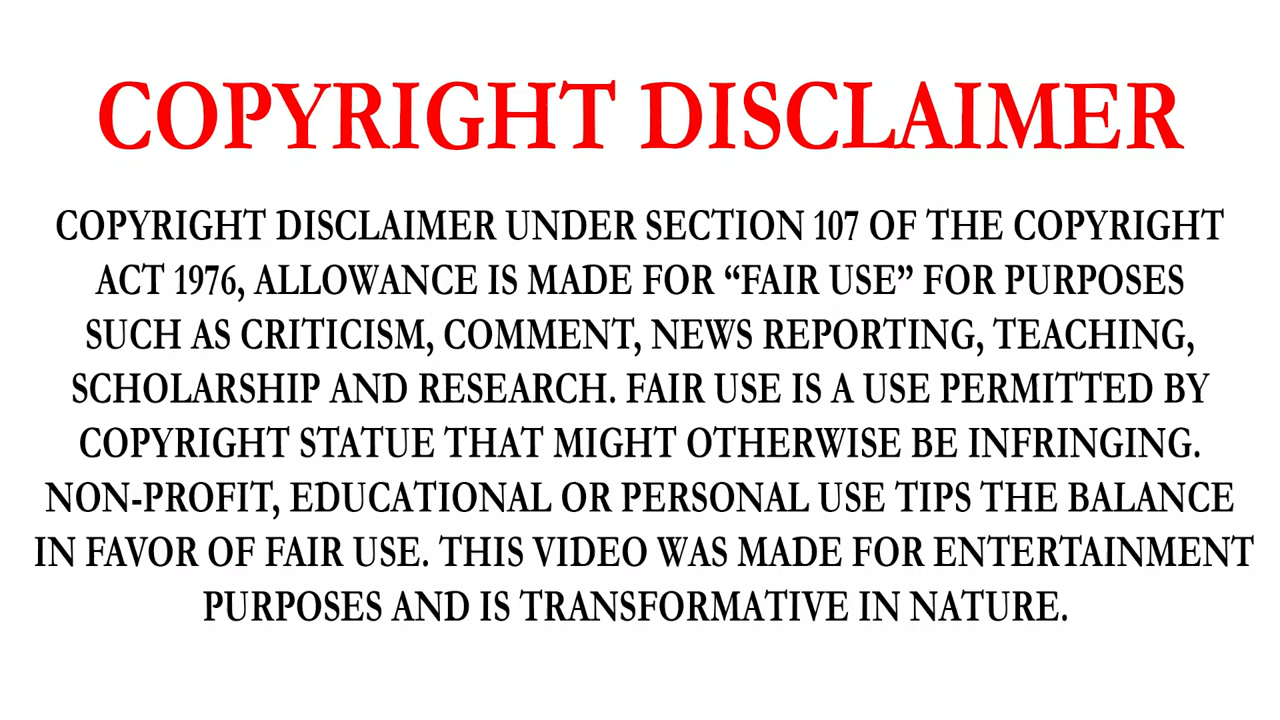 COPYRIGHT DISCLAIMER
COPYRIGHT DISCLAIMER UNDER SECTION 107 OF THE COPYRIGHT
ACT 1976, ALLOWANCE IS MADE FOR “FAIR USE” FOR PURPOSES
SUCH AS CRITICISM, COMMENT, NEWS REPORTING, TEACHING,
SCHOLARSHIP AND RESEARCH. FAIR USE IS A USE PERMITTED BY
COPYRIGHT STATUE THAT MIGHT OTHERWISE BE INFRINGING.
NON-PROFIT, EDUCATIONAL OR PERSONAL USE TIPS THE BALANCE
IN FAVOR OF FAIR USE. THIS VIDEO WAS MADE FOR ENTERTAINMENT
PURPOSES AND IS TRANSFORMATIVE IN NATURE.